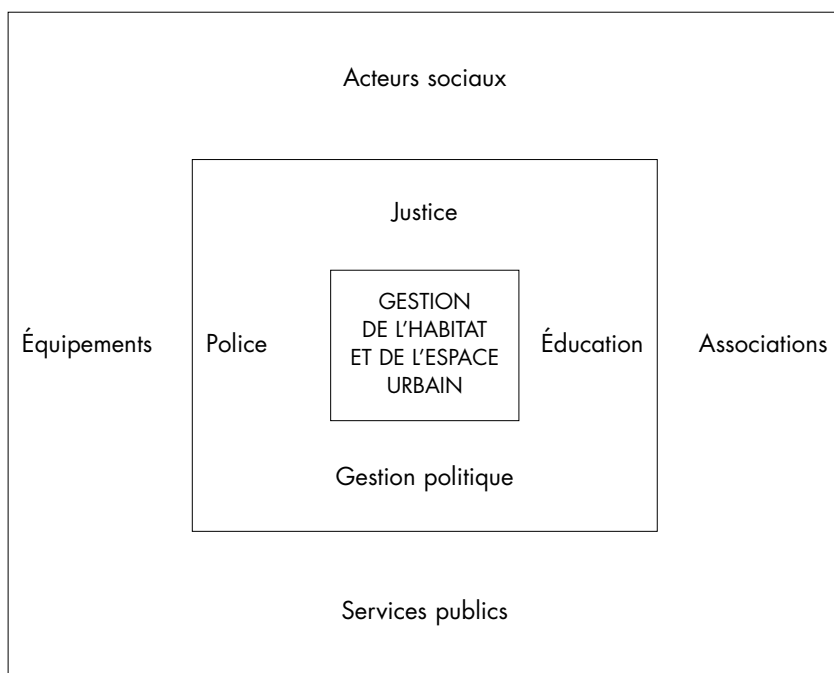 Acteurs sociaux
Justice
GESTION
DE L’HABITAT
ET DE L’ESPACE
URBAIN
Équipements
Police
Éducation
Associations
Gestion politique
Services publics